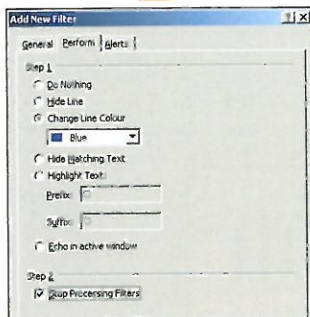 Add New Filter
General Perform Alerts
Step 1
Do Nothing
Hide Line
Change Line Colour
Blue
Hide Matching Text
Highlight Text:
Prefix:
Suffix:
Echo in active window
Step 2
Stop Processing Filters